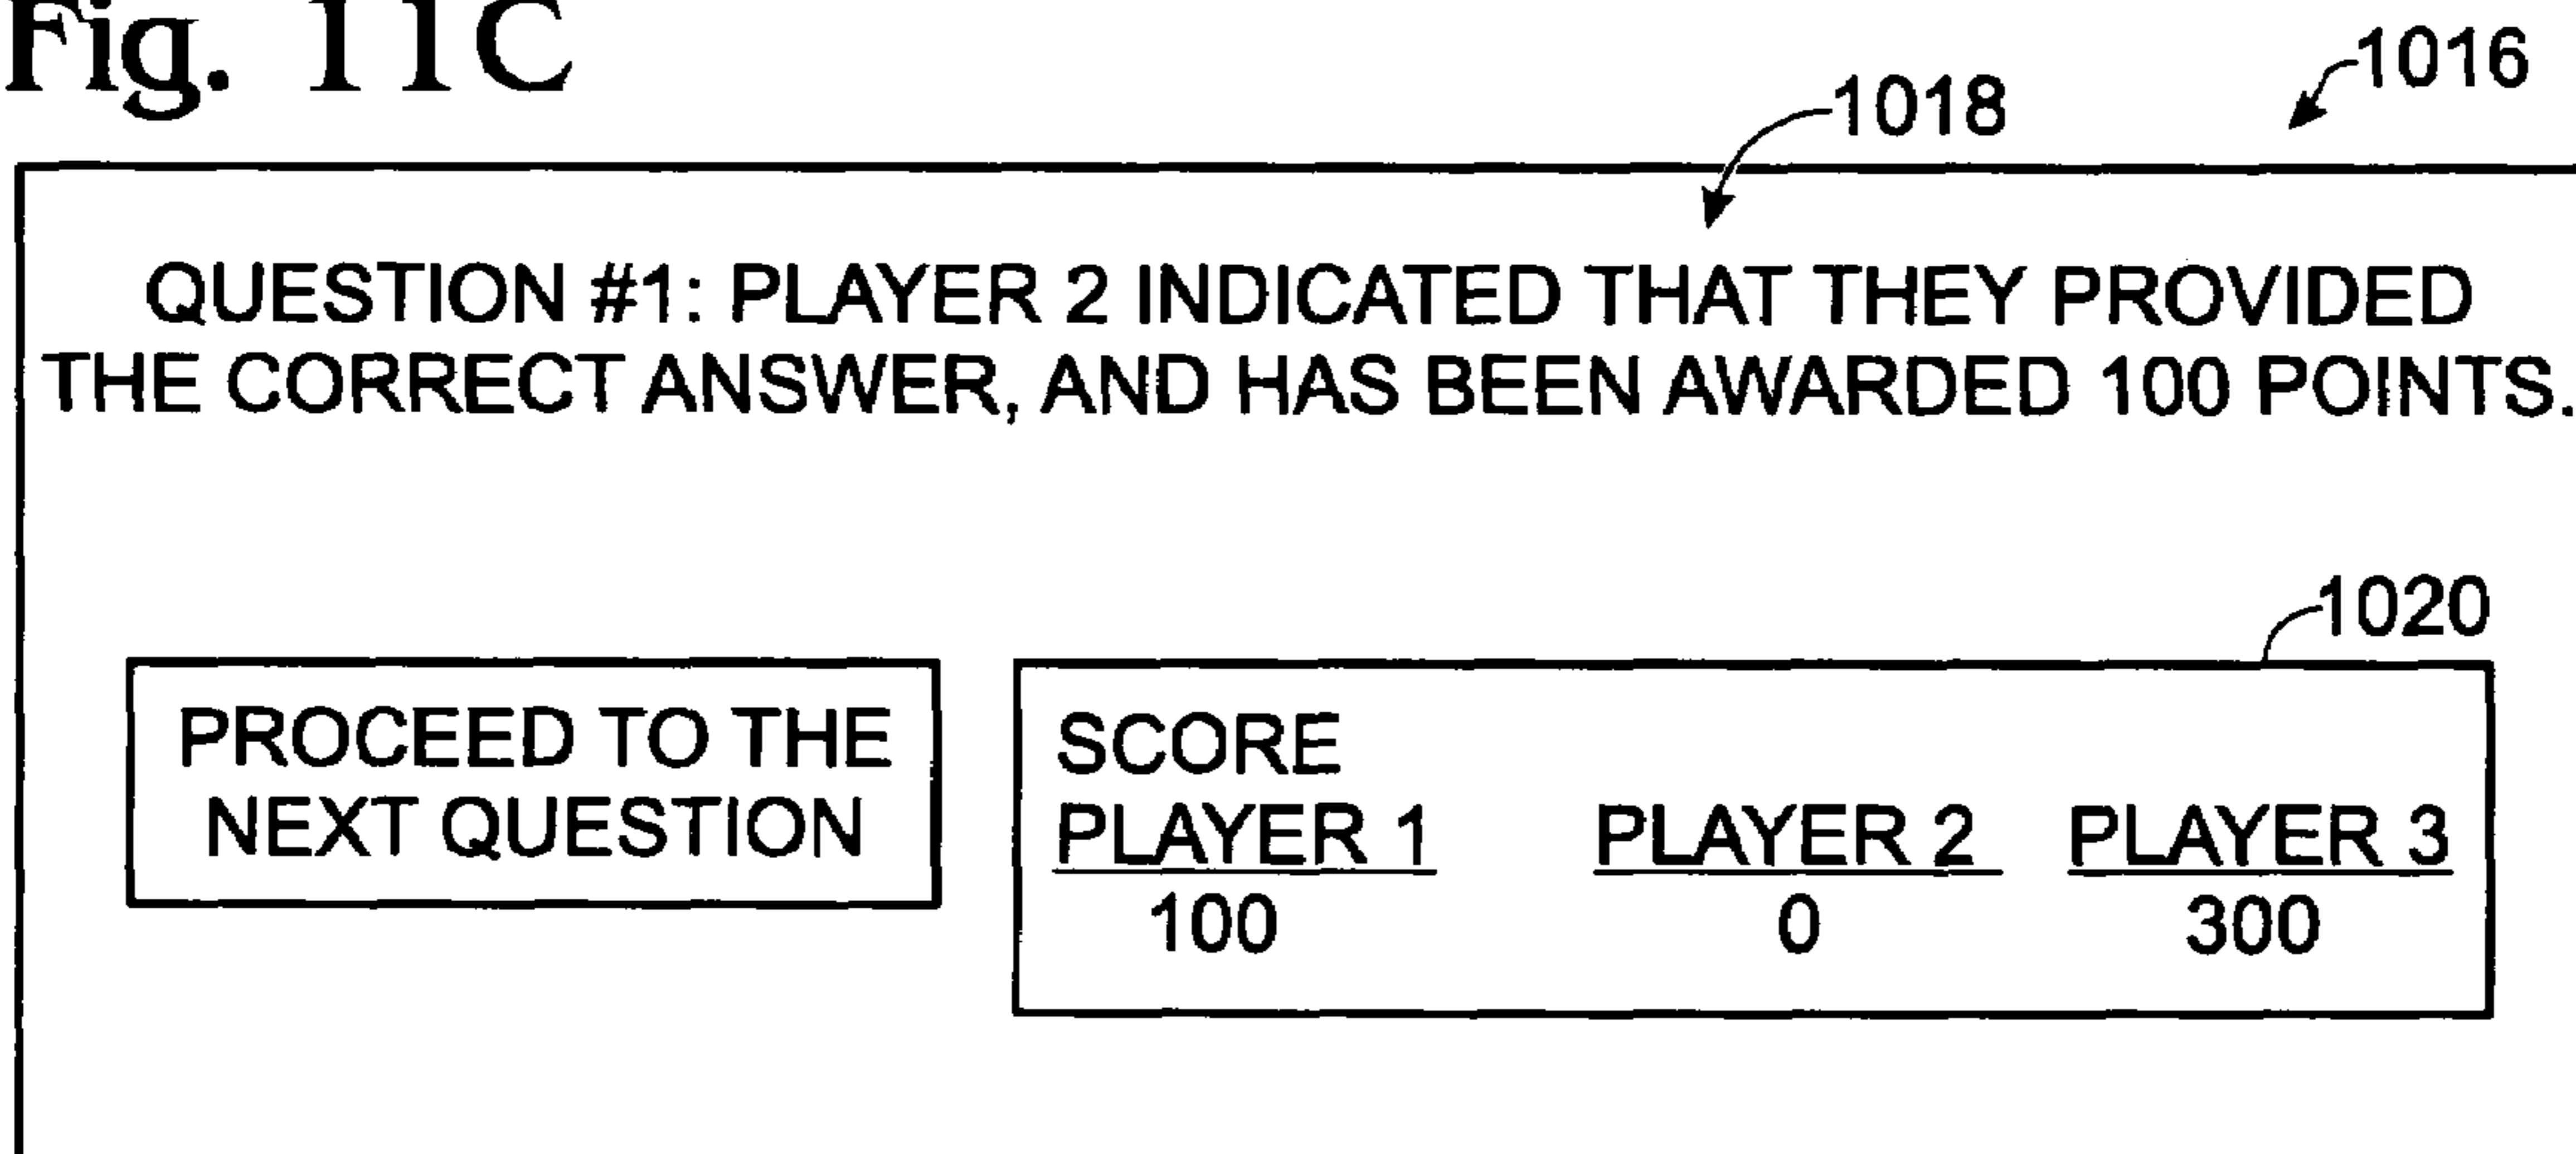 Fig. 11C
1016
1018
QUESTION #1: PLAYER 2 INDICATED THAT THEY PROVIDED
THE CORRECT ANSWER, AND HAS BEEN AWARDED 100 POINTS.
1020
PROCEED TO THE
NEXT QUESTION
SCORE
PLAYER 1 PLAYER 2 PLAYER 3
100 0 300